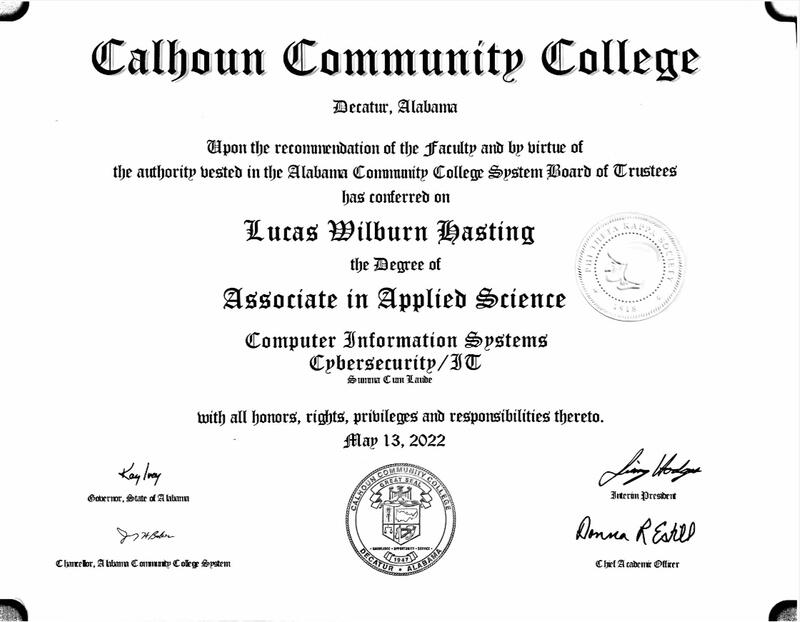 Calhoun Community College
Decatur, Alabama
Upon the recommendation of the Faculty and by virtue of
the authority vested in the Alabama Community College System Board of Trustees
has conferred on
Lucas Wilburn Hasting
the Degree of
Associate in Applied Science
PHI THETA KAPPA SOCIETY
1918
Computer Information Systems
Cybersecurity/IT
Summa Cum Laude
with all honors, rights, privileges and responsibilities thereto.
May 13, 2022
Kay Ivey
Governor, State of Alabama
Jimmy Hodges
Interim President
CALHOUN COMMUNITY COLLEGE
GREAT SEAL
KNOWLEDGE • OPPORTUNITY • SERVICE
1947
DECATUR • ALABAMA
Chancellor, Alabama Community College System
Donna R Estill
Chief Academic Officer